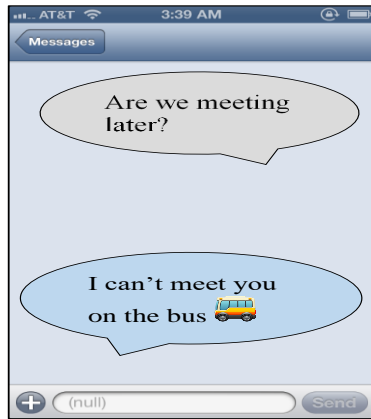 AT&T 3:39 AM
Messages
Are we meeting
later?
I can't meet you
on the bus 🚌
(null)
Send